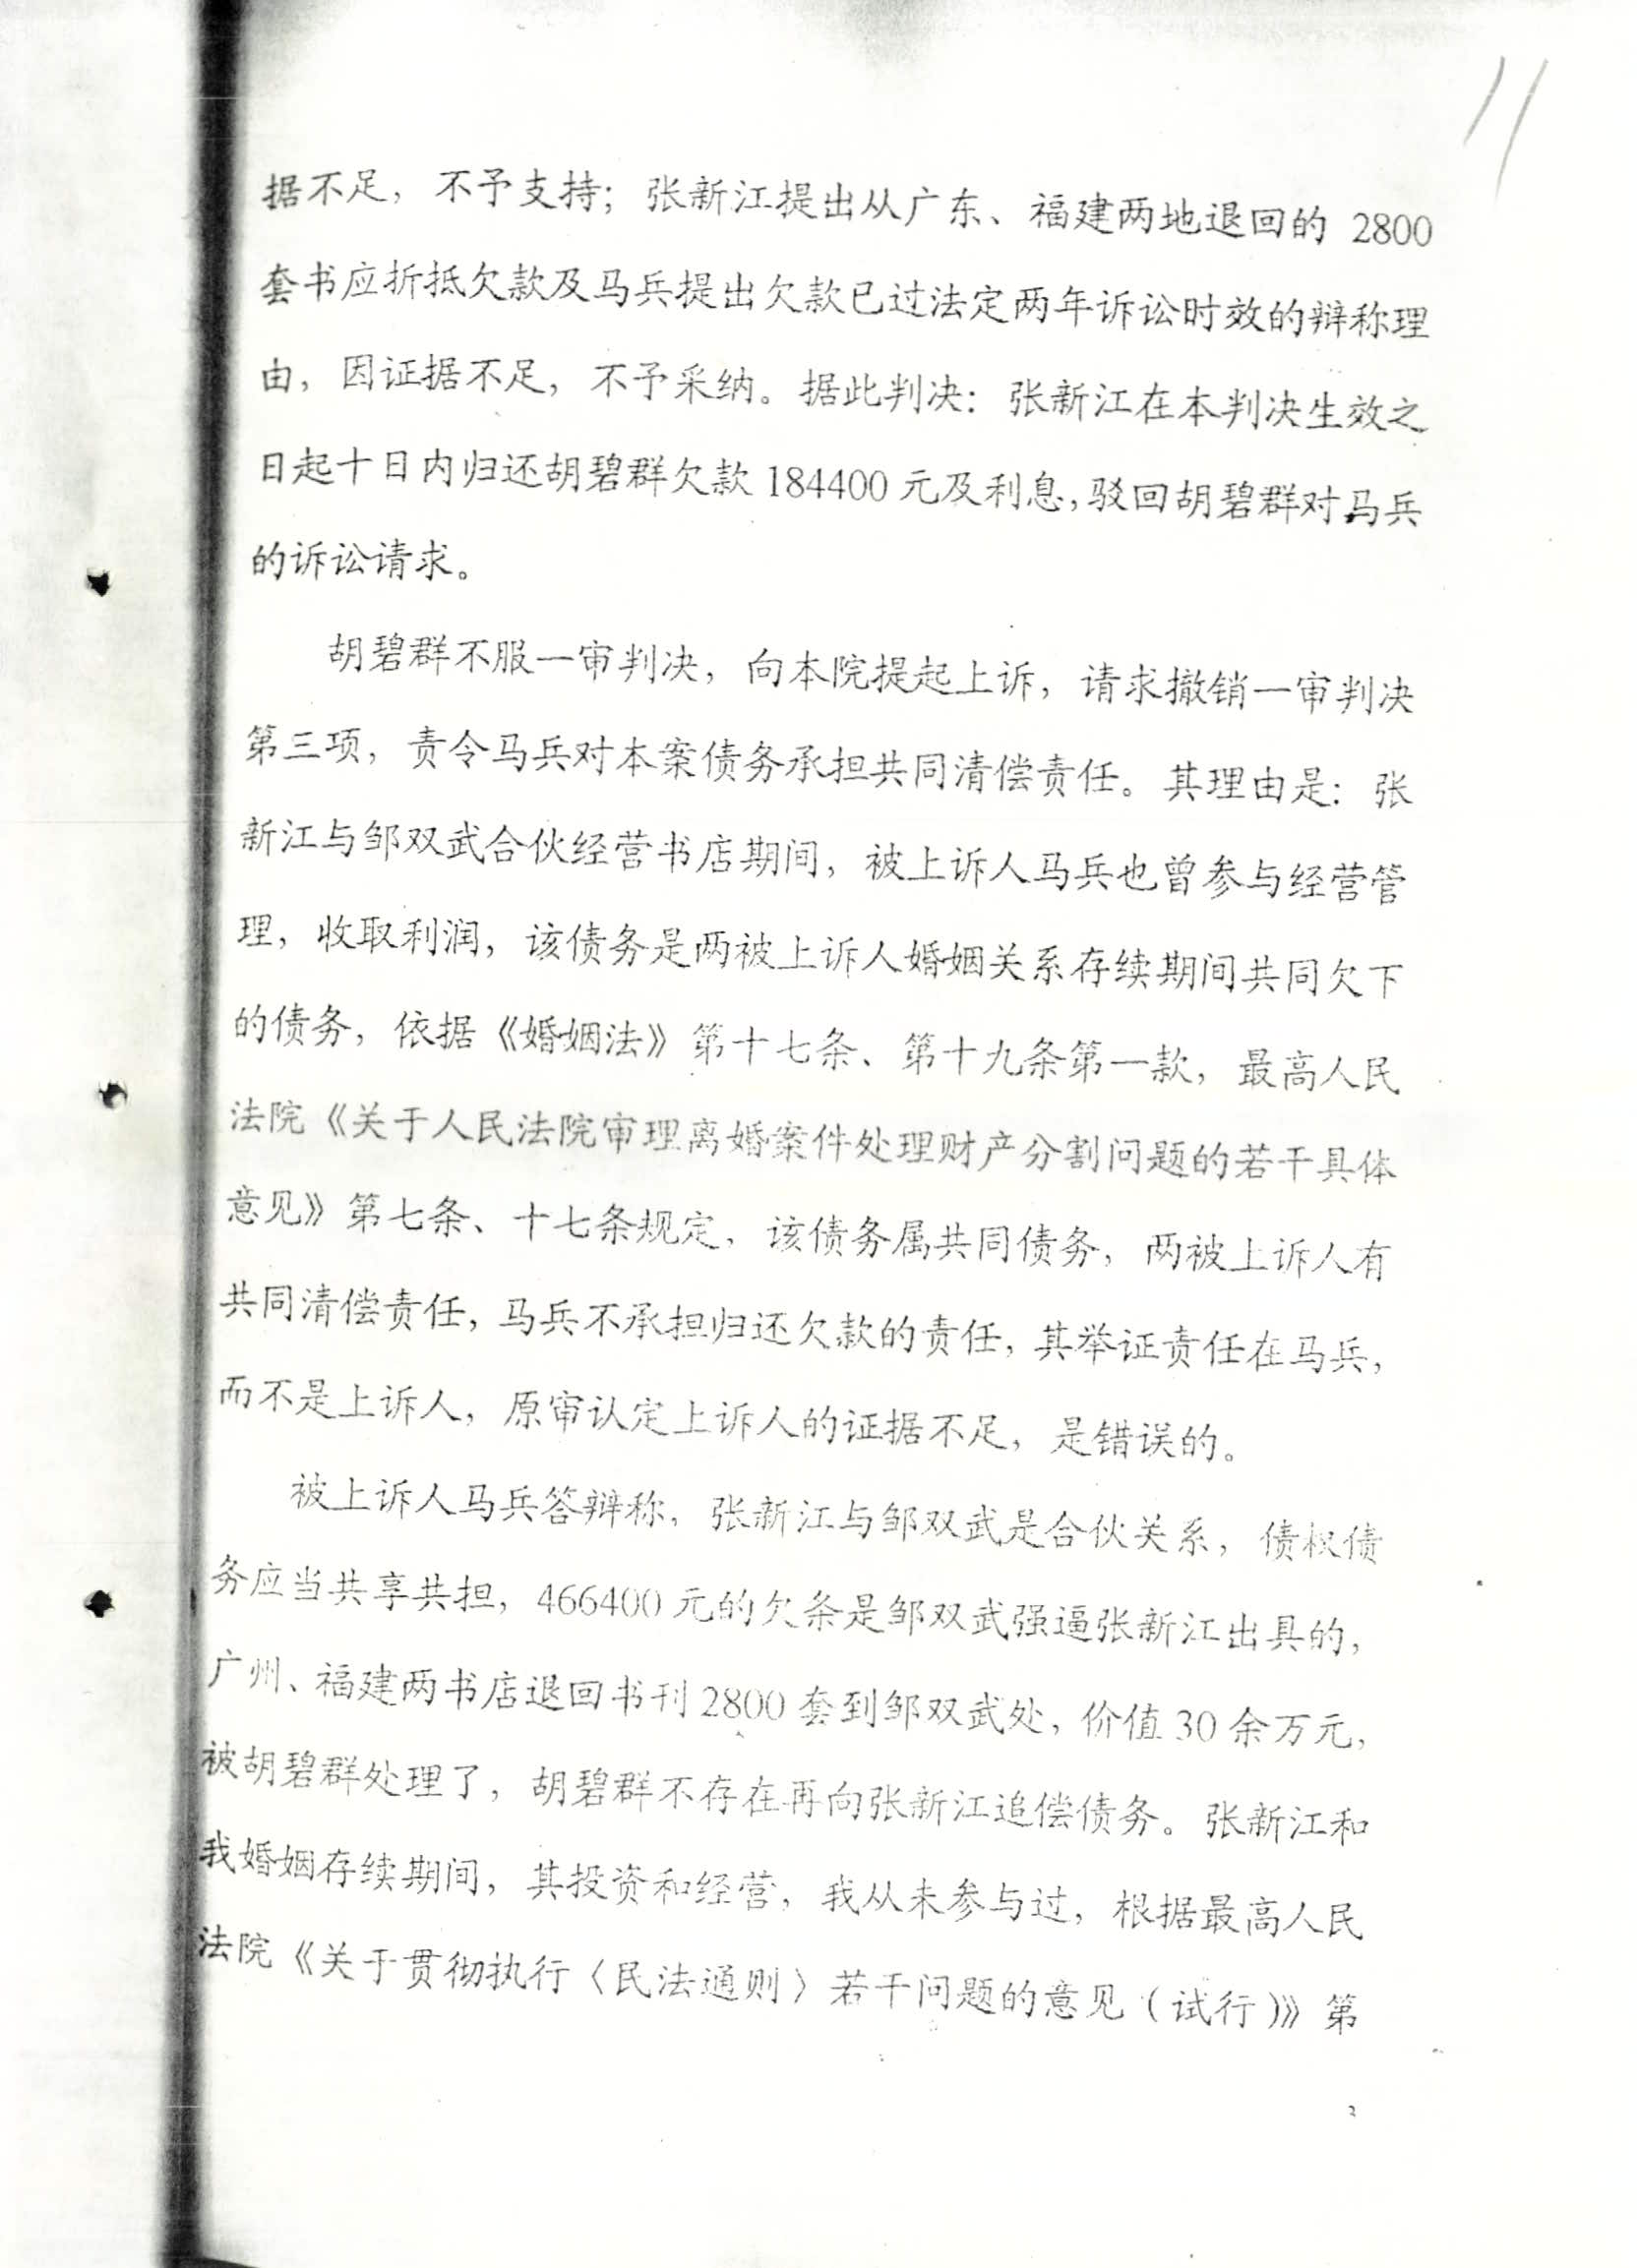 11
据不足，不予支持；张新江提出从广东、福建两地退回的 2800
套书应折抵欠款及马兵提出欠款已过法定两年诉讼时效的辩称理
由，因证据不足，不予采纳。据此判决：张新江在本判决生效之
日起十日内归还胡碧群欠款 184400 元及利息，驳回胡碧群对马兵
的诉讼请求。
胡碧群不服一审判决，向本院提起上诉，请求撤销一审判决
第三项，责令马兵对本案债务承担共同清偿责任。其理由是：张
新江与邹双武合伙经营书店期间，被上诉人马兵也曾参与经营管
理，收取利润，该债务是两被上诉人婚姻关系存续期间共同欠下
的债务，依据《婚姻法》第十七条、第十九条第一款，最高人民
法院《关于人民法院审理离婚案件处理财产分割问题的若干具体
意见》第七条、十七条规定，该债务属共同债务，两被上诉人有
共同清偿责任，马兵不承担归还欠款的责任，其举证责任在马兵，
而不是上诉人，原审认定上诉人的证据不足，是错误的。
被上诉人马兵答辩称，张新江与邹双武是合伙关系，债权债
务应当共享共担，466400 元的欠条是邹双武强逼张新江出具的，
广州、福建两书店退回书刊 2800 套到邹双武处，价值 30 余万元，
被胡碧群处理了，胡碧群不存在再向张新江追偿债务。张新江和
我婚姻存续期间，其投资和经营，我从未参与过，根据最高人民
法院《关于贯彻执行〈民法通则〉若干问题的意见（试行）》第
3